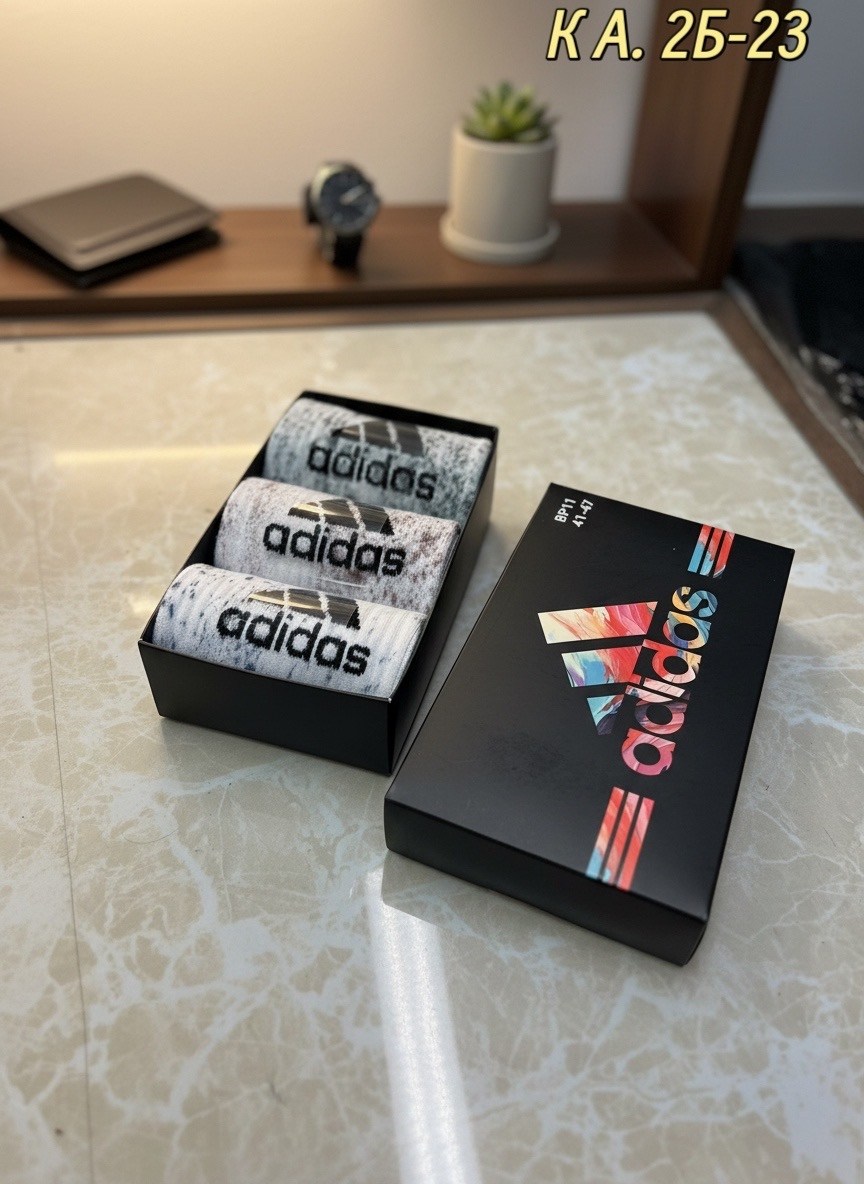 К А. 2Б-23
adidas
adidas
adidas
BP11
41-47
adidas